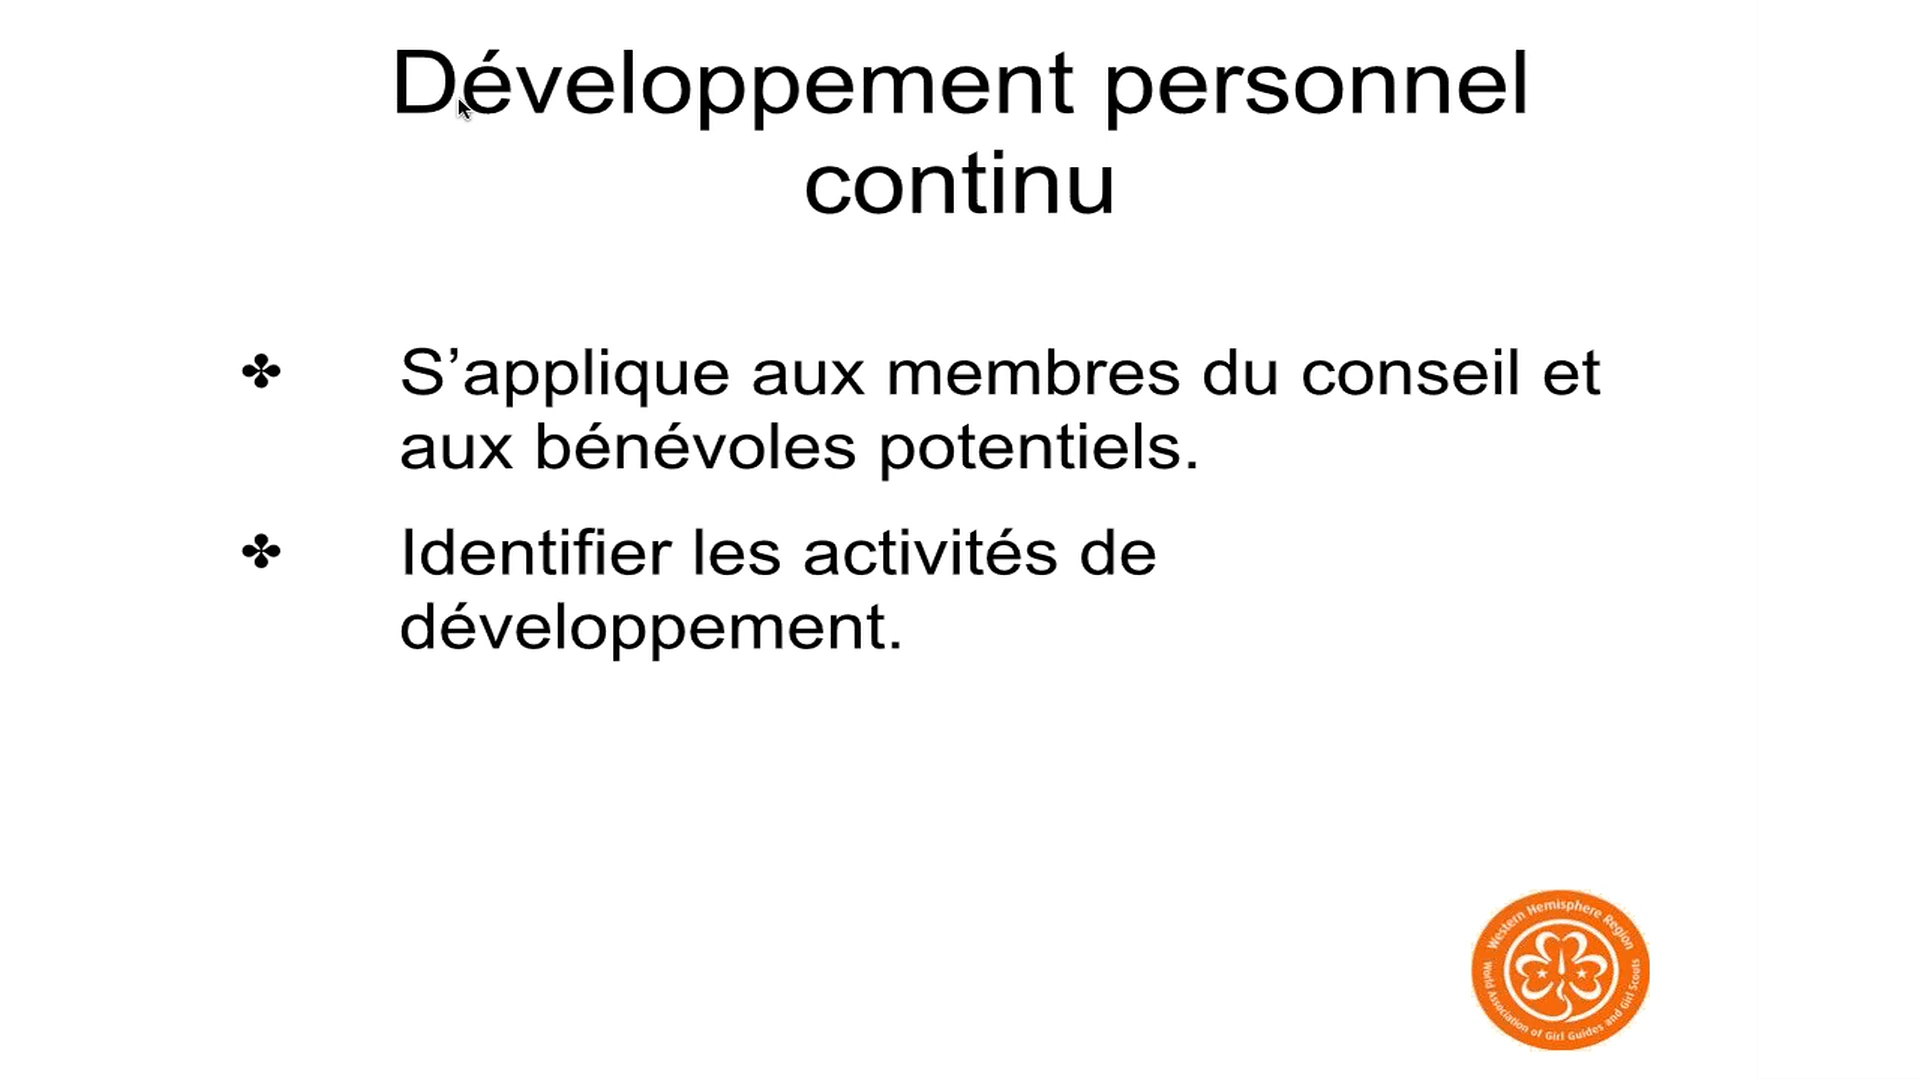 Développement personnel
continu
✤ S’applique aux membres du conseil et
aux bénévoles potentiels.
✤ Identifier les activités de
développement.
Western Hemisphere Region
World Association of Girl Guides and Girl Scouts